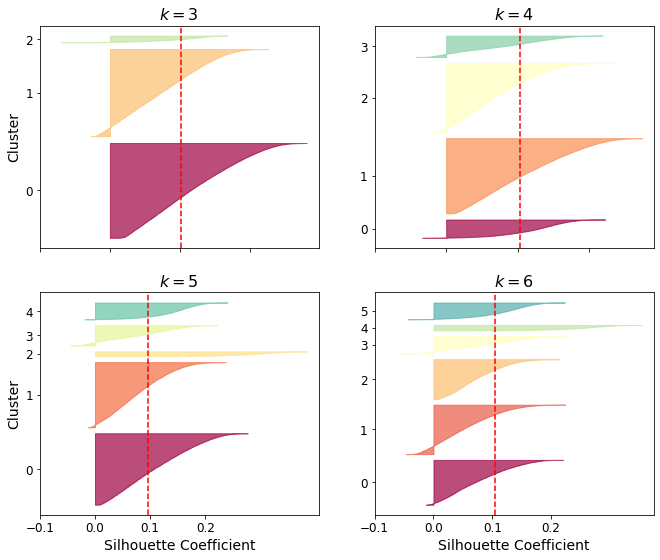 k = 3
2
1
0
Cluster
k = 4
3
2
1
0
k = 5
4
3
2
1
0
Cluster
−0.1 0.0 0.1 0.2
Silhouette Coefficient
k = 6
5
4
3
2
1
0
−0.1 0.0 0.2
Silhouette Coefficient